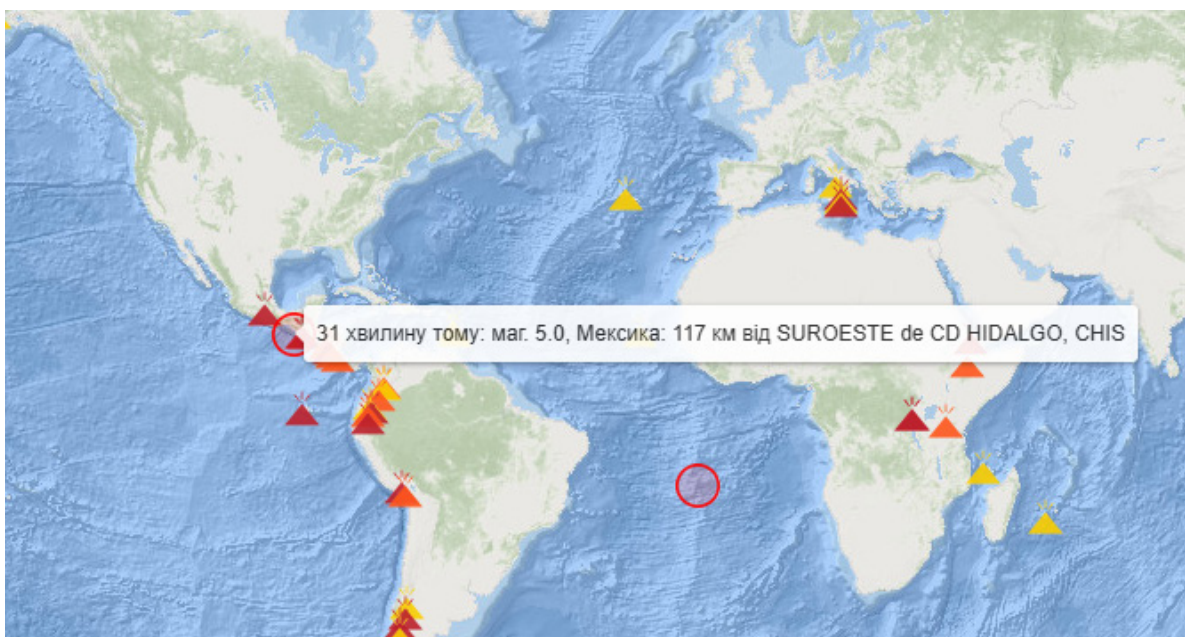 31 хвилину тому: маг. 5.0, Мексика: 117 км від SUROESTE de CD HIDALGO, CHIS